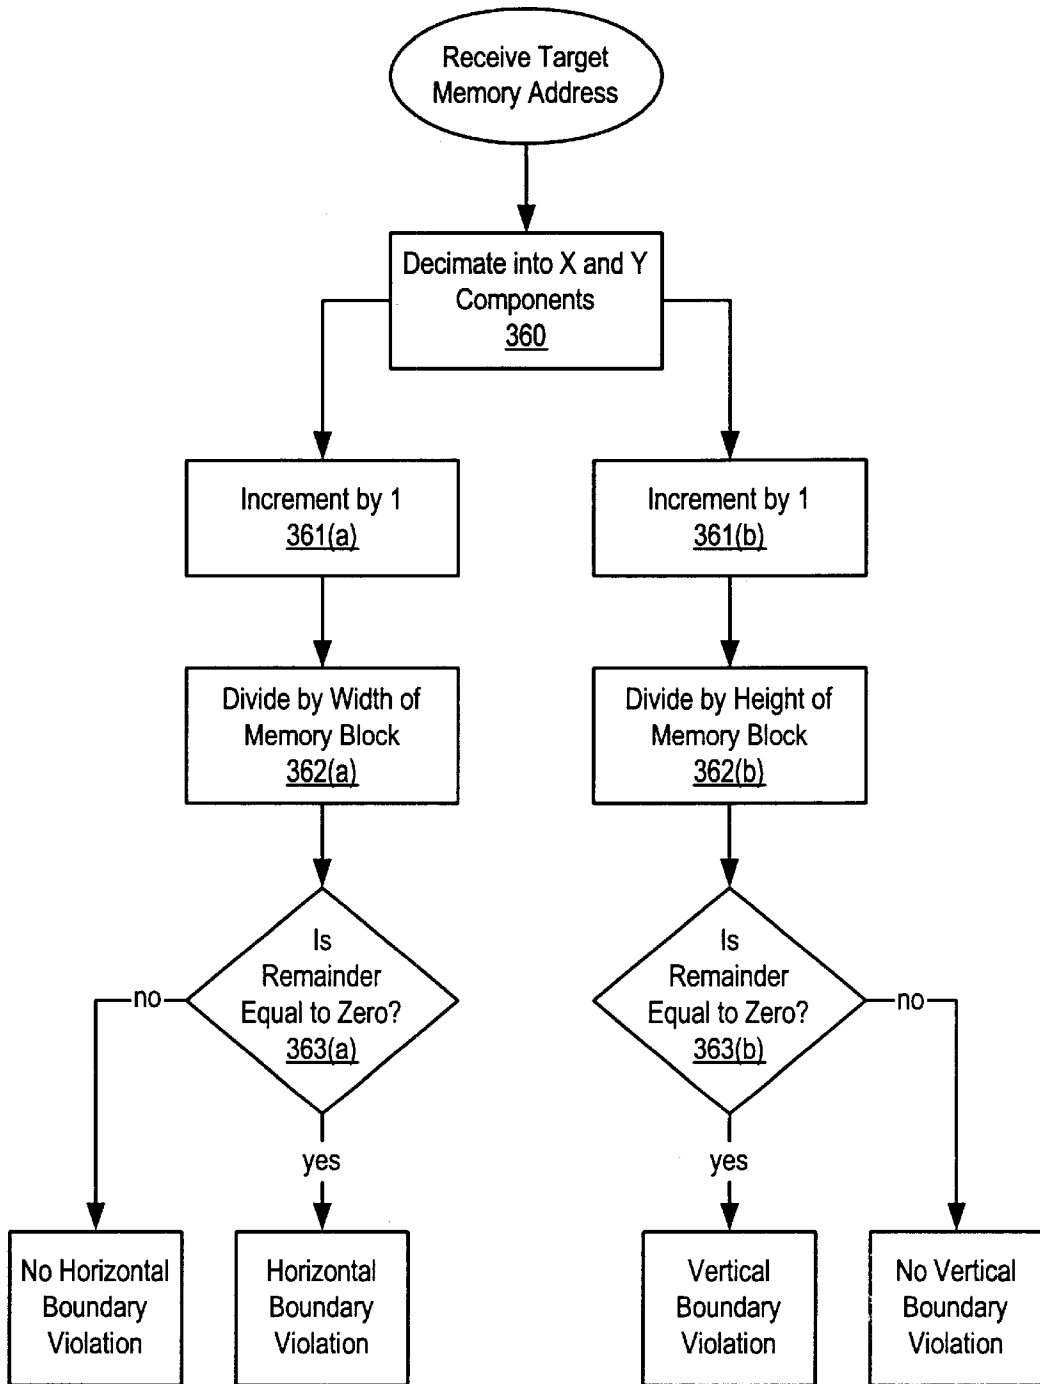 Receive Target
Memory Address
Decimate into X and Y
Components
360
Increment by 1
361(a)
Increment by 1
361(b)
Divide by Width of
Memory Block
362(a)
Divide by Height of
Memory Block
362(b)
Is
Remainder
Equal to Zero?
363(a)
Is
Remainder
Equal to Zero?
363(b)
no
no
yes
yes
No Horizontal
Boundary
Violation
Horizontal
Boundary
Violation
Vertical
Boundary
Violation
No Vertical
Boundary
Violation